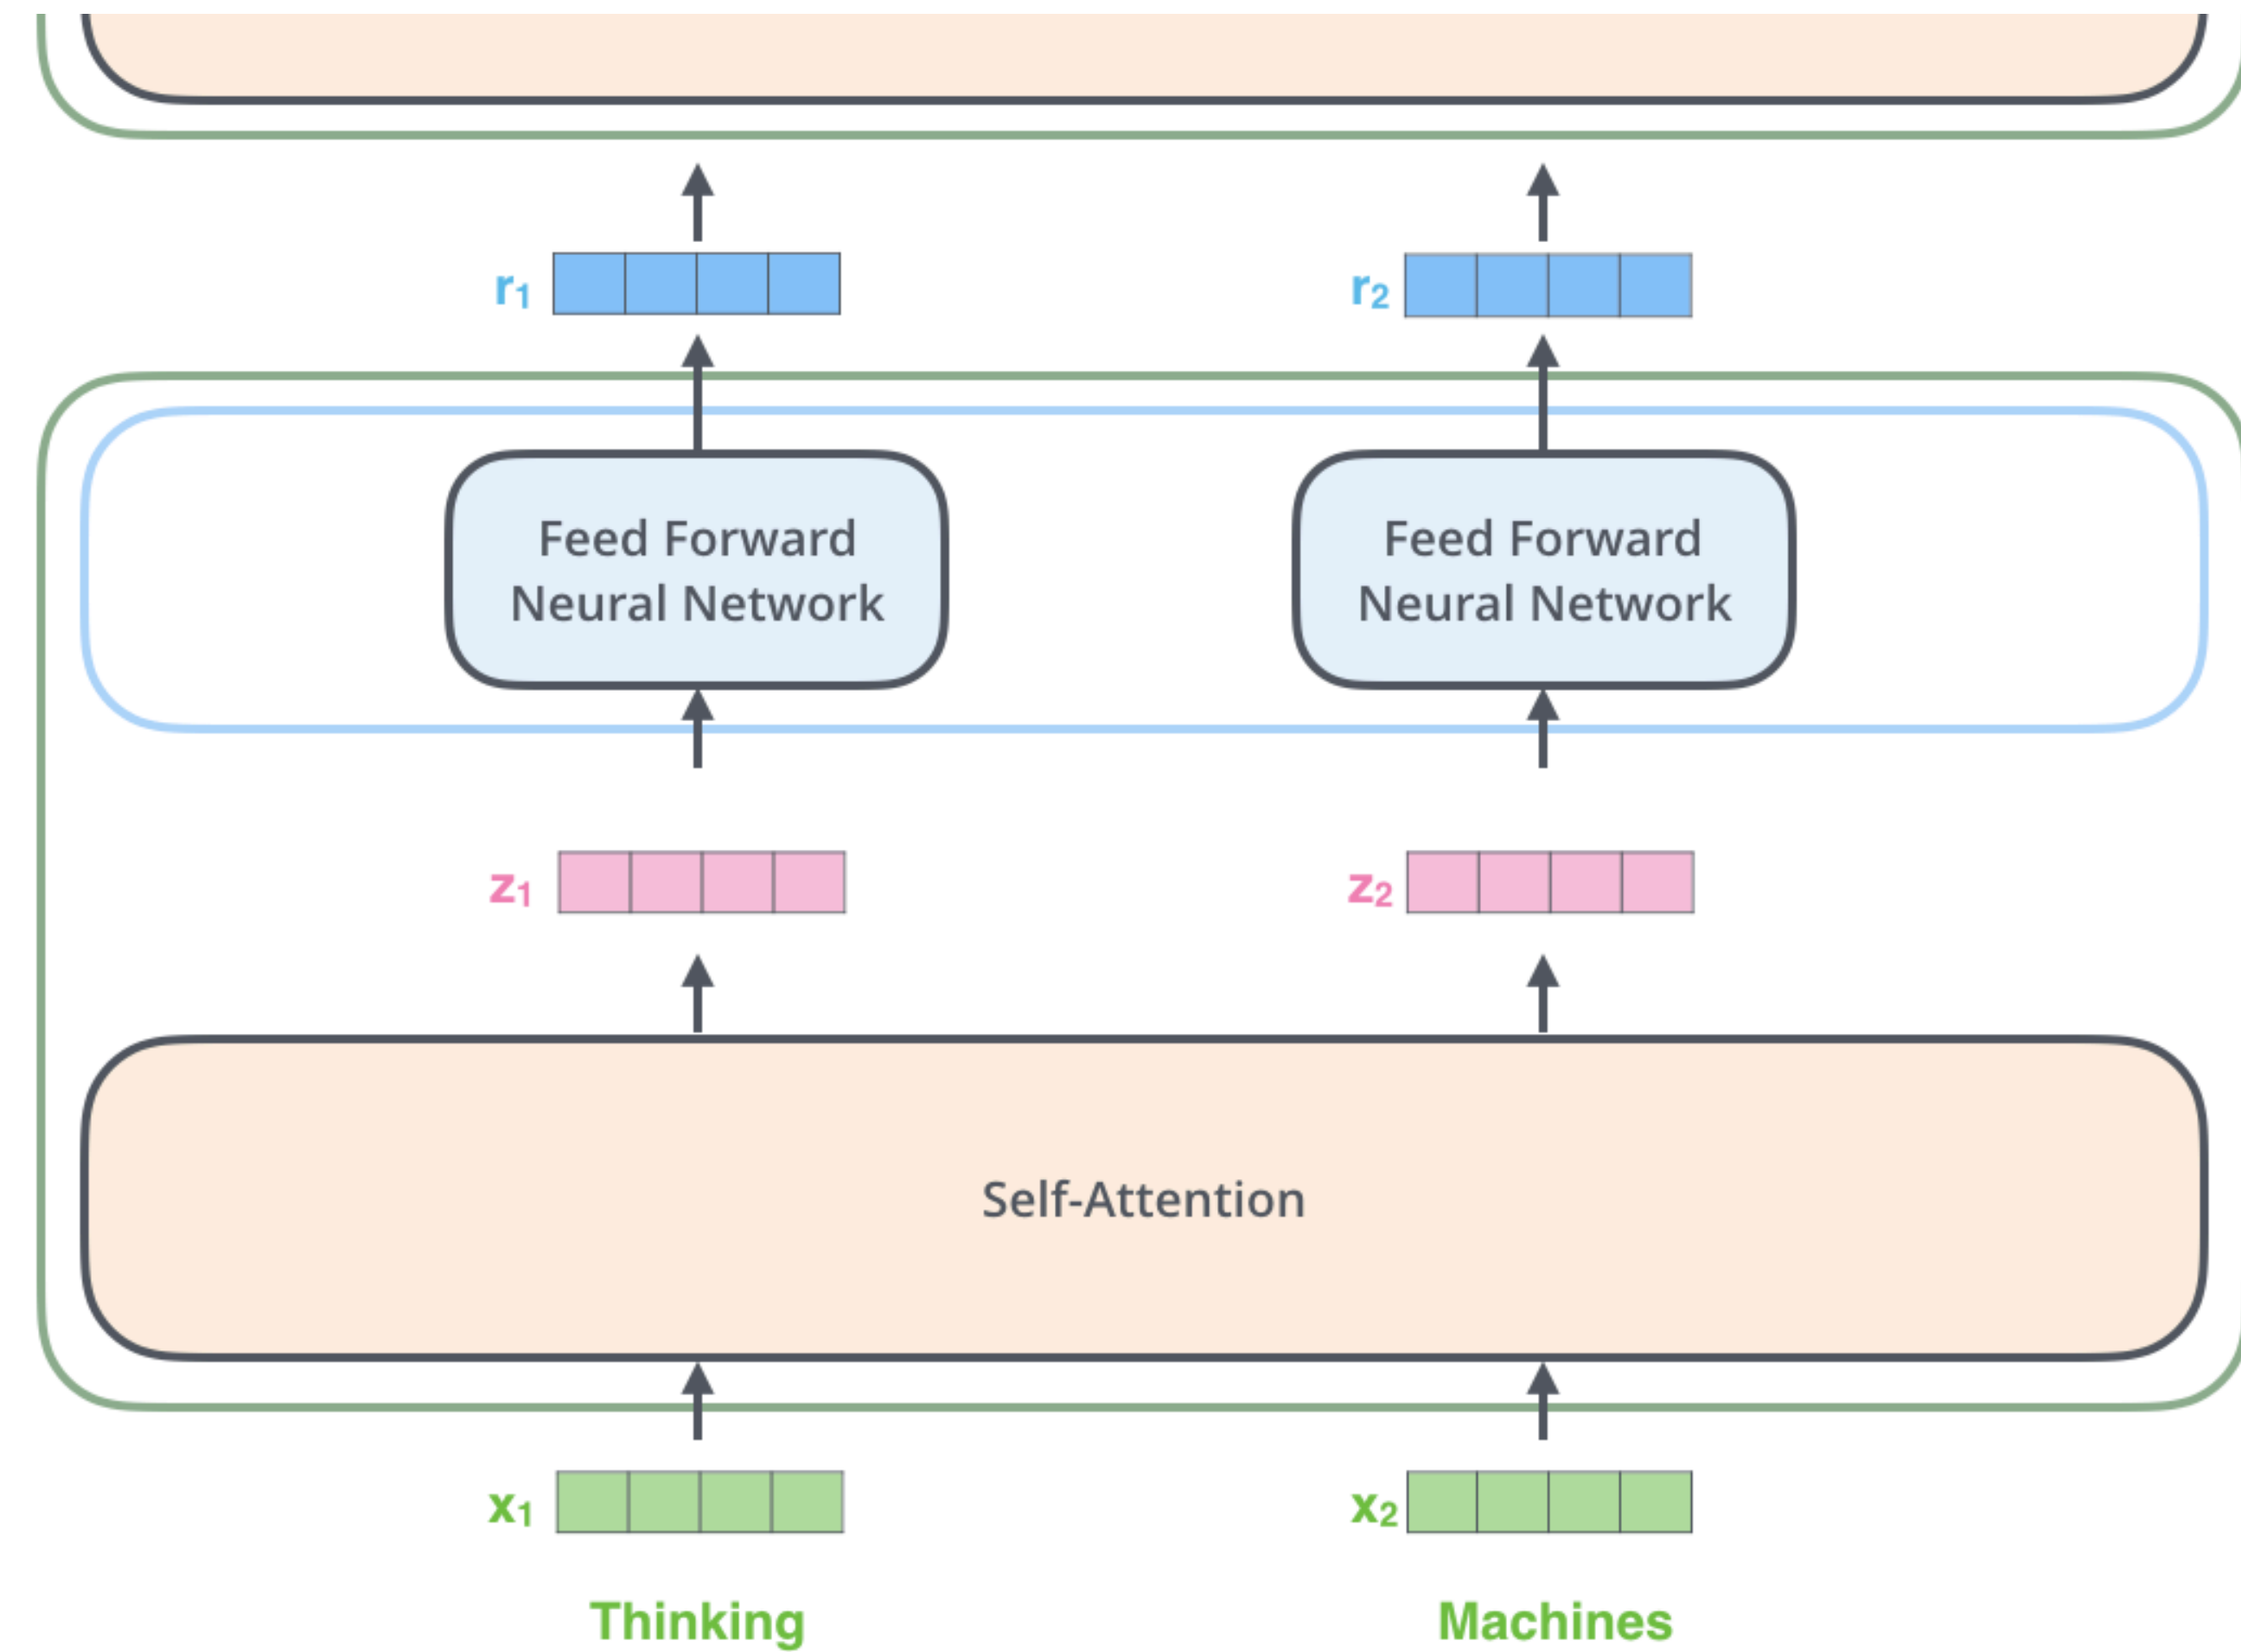 r1
r2
Feed Forward
Neural Network
Feed Forward
Neural Network
z1
z2
Self-Attention
x1
x2
Thinking
Machines